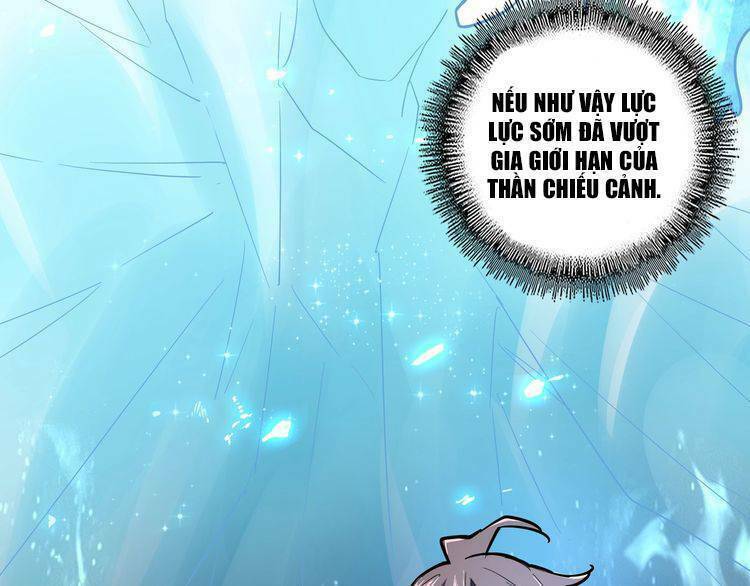 NẾU NHƯ VẬY LỰC
LỰC SỚM ĐÃ VƯỢT
GIA GIỚI HẠN CỦA
THẦN CHIẾU CẢNH.